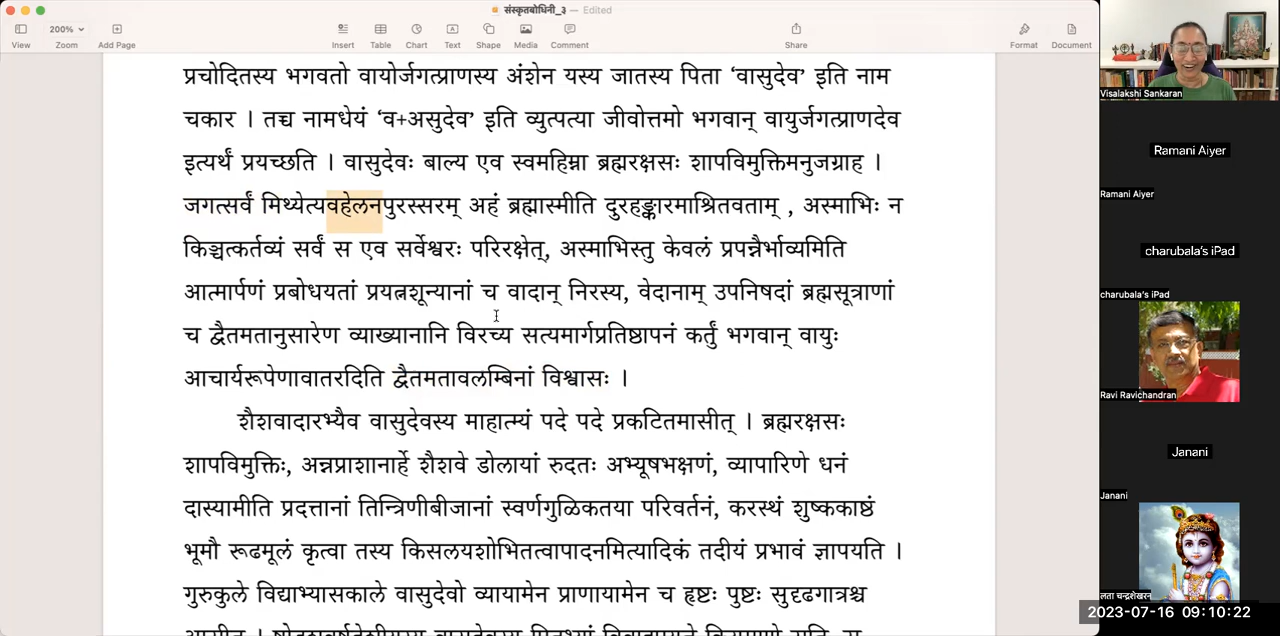 संस्कृतबोधिनी_३ — Edited
200%
View
Zoom
Add Page
Insert
Table
Chart
Text
Shape
Media
Comment
Share
Format
Document
प्रचोदितस्य भगवतो वायोर्जगत्प्राणस्य अंशेन यस्य जातस्य पिता ‘वासुदेव’ इति नाम
चकार । तच्च नामधेयं ‘व+असुदेव’ इति व्युत्पत्या जीवोत्तमो भगवान् वायुर्जगत्प्राणदेव
इत्यर्थं प्रयच्छति । वासुदेवः बाल्य एव स्वमहिम्ना ब्रह्मरक्षसः शापविमुक्तिमनुजग्राह ।
जगत्सर्वं मिथ्येत्यवहेलनपुरस्सरम् अहं ब्रह्मास्मीति दुरहङ्कारमाश्रितवताम् , अस्माभिः न
किञ्चत्कर्तव्यं सर्वं स एव सर्वेश्वरः परिरक्षेत्, अस्माभिस्तु केवलं प्रपन्नैर्भाव्यमिति
आत्मार्पणं प्रबोधयतां प्रयत्नशून्यानां च वादान् निरस्य, वेदानाम् उपनिषदां ब्रह्मसूत्राणां
च द्वैतमतानुसारेण व्याख्यानानि विरच्य सत्यमार्गप्रतिष्ठापनं कर्तुं भगवान् वायुः
आचार्यरूपेणावातरदिति द्वैतमतावलम्बिनां विश्वासः ।
शैशवादारभ्यैव वासुदेवस्य माहात्म्यं पदे पदे प्रकटितमासीत् । ब्रह्मरक्षसः
शापविमुक्तिः, अन्नप्राशानार्हे शैशवे डोलायां रुदतः अभ्यूषभक्षणं, व्यापारिणे धनं
दास्यामीति प्रदत्तानां तिन्त्रिणीबीजानां स्वर्णगुळिकतया परिवर्तनं, करस्थं शुष्ककाष्ठं
भूमौ रूढमूलं कृत्वा तस्य किसलयशोभितत्वापादनमित्यादिकं तदीयं प्रभावं ज्ञापयति ।
गुरुकुले विद्याभ्यासकाले वासुदेवो व्यायामेन प्राणायामेन च हृष्टः पुष्टः सुदृढगात्रश्च
Visalakshi Sankaran
Ramani Aiyer
Ramani Aiyer
charubala’s iPad
charubala’s iPad
Ravi Ravichandran
Janani
Janani
लता चन्द्रशेखरन
2023-07-16 09:10:22